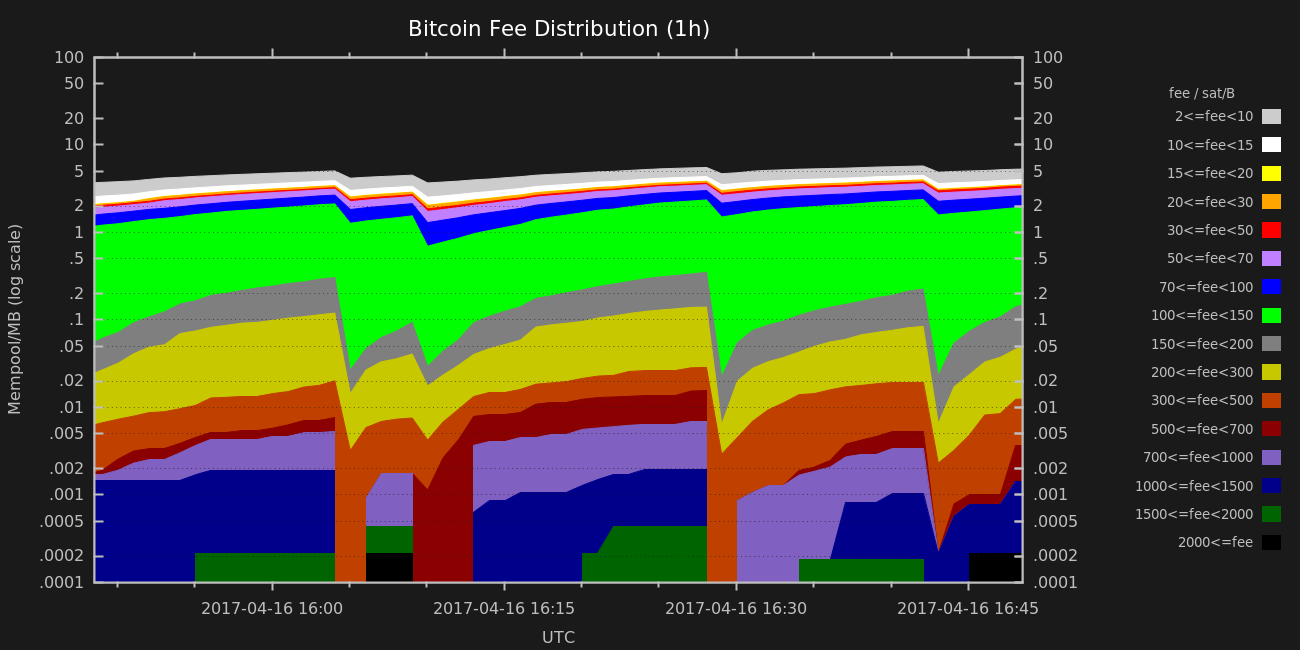 Bitcoin Fee Distribution (1h)
100
50
20
10
5
2
1
.5
.2
.1
.05
.02
.01
.005
.002
.001
.0005
.0002
.0001
Mempool/MB (log scale)
100
50
20
10
5
2
1
.5
.2
.1
.05
.02
.01
.005
.002
.001
.0005
.0002
.0001
2017-04-16 16:00
2017-04-16 16:15
2017-04-16 16:30
2017-04-16 16:45
UTC
fee / sat/B
2<=fee<10
10<=fee<15
15<=fee<20
20<=fee<30
30<=fee<50
50<=fee<70
70<=fee<100
100<=fee<150
150<=fee<200
200<=fee<300
300<=fee<500
500<=fee<700
700<=fee<1000
1000<=fee<1500
1500<=fee<2000
2000<=fee